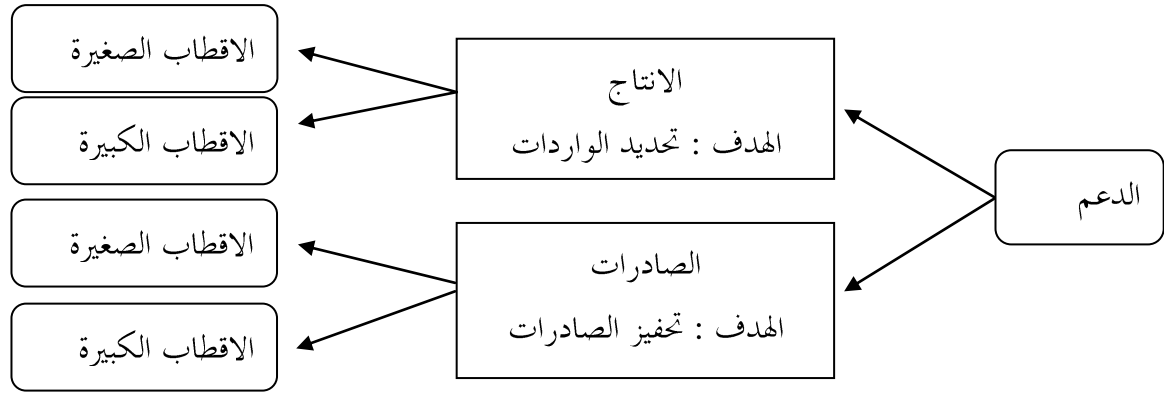 الدعم
الانتاج
الهدف : تحديد الواردات
الاقطاب الصغيرة
الاقطاب الكبيرة
الصادرات
الهدف : تحفيز الصادرات
الاقطاب الصغيرة
الاقطاب الكبيرة